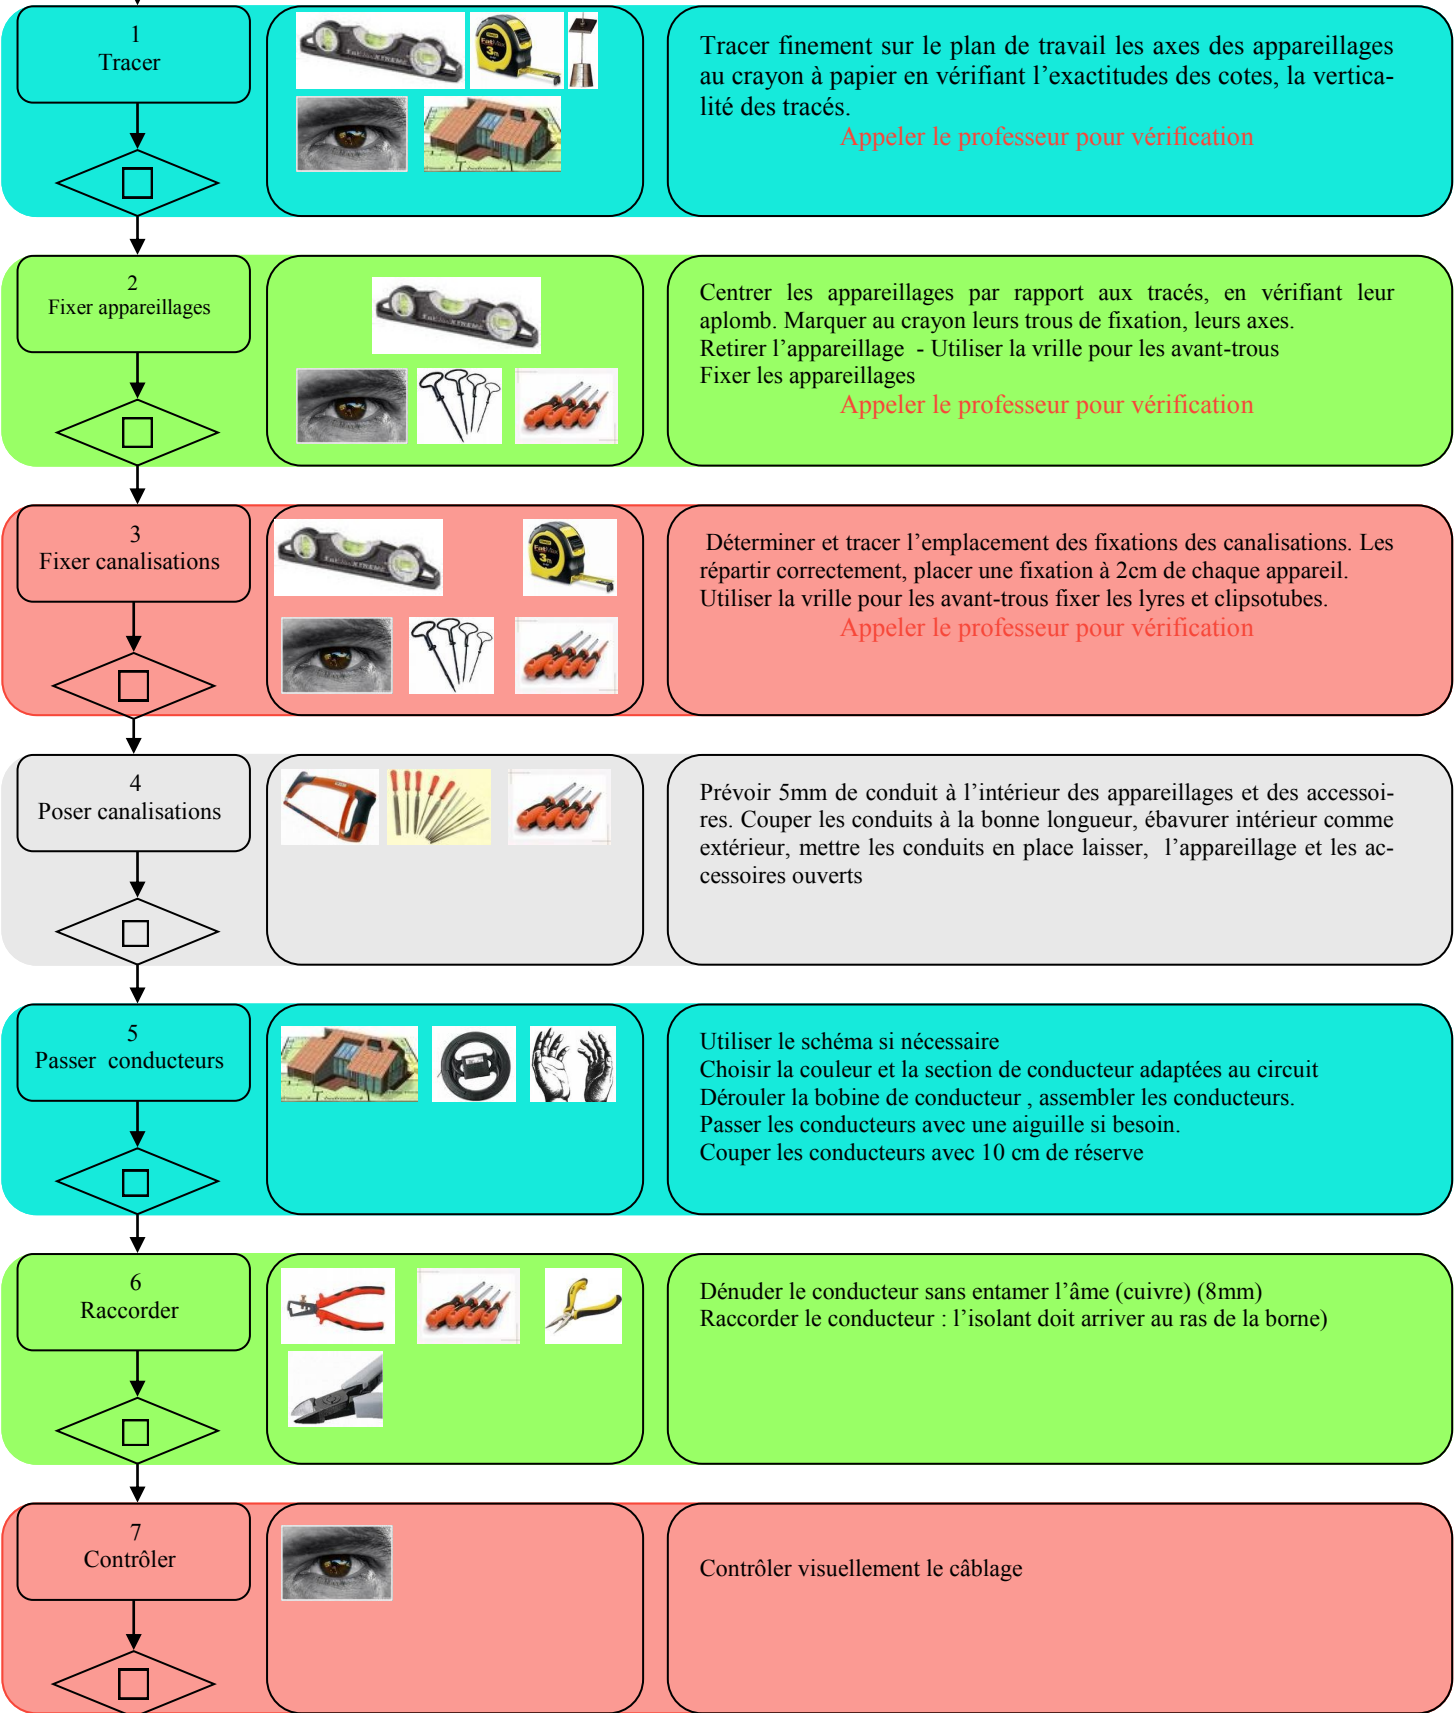 1
Tracer
3m
Tracer finement sur le plan de travail les axes des appareillages
au crayon à papier en vérifiant l’exactitudes des cotes, la vertica-
lité des tracés.
Appeler le professeur pour vérification
2
Fixer appareillages
Centrer les appareillages par rapport aux tracés, en vérifiant leur
aplomb. Marquer au crayon leurs trous de fixation, leurs axes.
Retirer l’appareillage - Utiliser la vrille pour les avant-trous
Fixer les appareillages
Appeler le professeur pour vérification
3
Fixer canalisations
3m
Déterminer et tracer l’emplacement des fixations des canalisations. Les
répartir correctement, placer une fixation à 2cm de chaque appareil.
Utiliser la vrille pour les avant-trous fixer les lyres et clipsotubes.
Appeler le professeur pour vérification
4
Poser canalisations
Prévoir 5mm de conduit à l’intérieur des appareillages et des accessoi-
res. Couper les conduits à la bonne longueur, ébavurer intérieur comme
extérieur, mettre les conduits en place laisser, l’appareillage et les ac-
cessoires ouverts
5
Passer conducteurs
Utiliser le schéma si nécessaire
Choisir la couleur et la section de conducteur adaptées au circuit
Dérouler la bobine de conducteur , assembler les conducteurs.
Passer les conducteurs avec une aiguille si besoin.
Couper les conducteurs avec 10 cm de réserve
6
Raccorder
Dénuder le conducteur sans entamer l’âme (cuivre) (8mm)
Raccorder le conducteur : l’isolant doit arriver au ras de la borne)
7
Contrôler
Contrôler visuellement le câblage